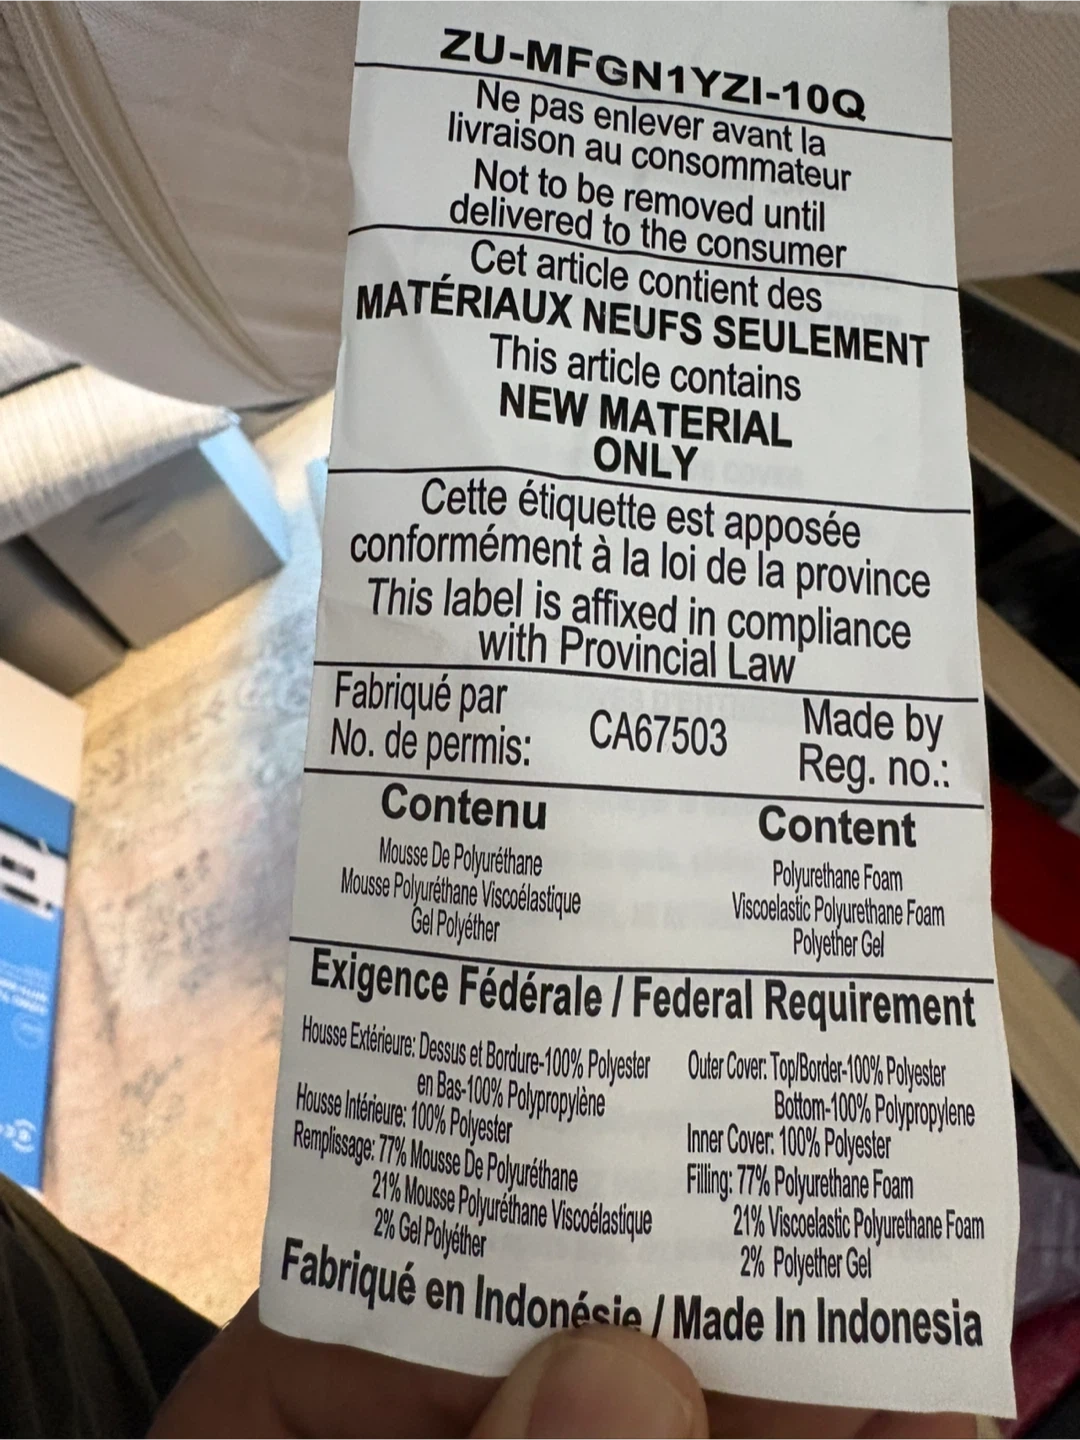 ZU-MFGN1YZI-10Q
Ne pas enlever avant la
livraison au consommateur
Not to be removed until
delivered to the consumer
Cet article contient des
MATÉRIAUX NEUFS SEULEMENT
This article contains
NEW MATERIAL
ONLY
Cette étiquette est apposée
conformément à la loi de la province
This label is affixed in compliance
with Provincial Law
Fabriqué par
No. de permis:
CA67503
Made by
Reg. no.:
Contenu
Mousse De Polyuréthane
Mousse Polyuréthane Viscoélastique
Gel Polyéther
Content
Polyurethane Foam
Viscoelastic Polyurethane Foam
Polyether Gel
Exigence Fédérale / Federal Requirement
Housse Extérieure: Dessus et Bordure-100% Polyester
en Bas-100% Polypropylène
Housse Intérieure: 100% Polyester
Remplissage: 77% Mousse De Polyuréthane
21% Mousse Polyuréthane Viscoélastique
2% Gel Polyéther
Outer Cover: Top/Border-100% Polyester
Bottom-100% Polypropylene
Inner Cover: 100% Polyester
Filling: 77% Polyurethane Foam
21% Viscoelastic Polyurethane Foam
2% Polyether Gel
Fabriqué en Indonésie / Made In Indonesia